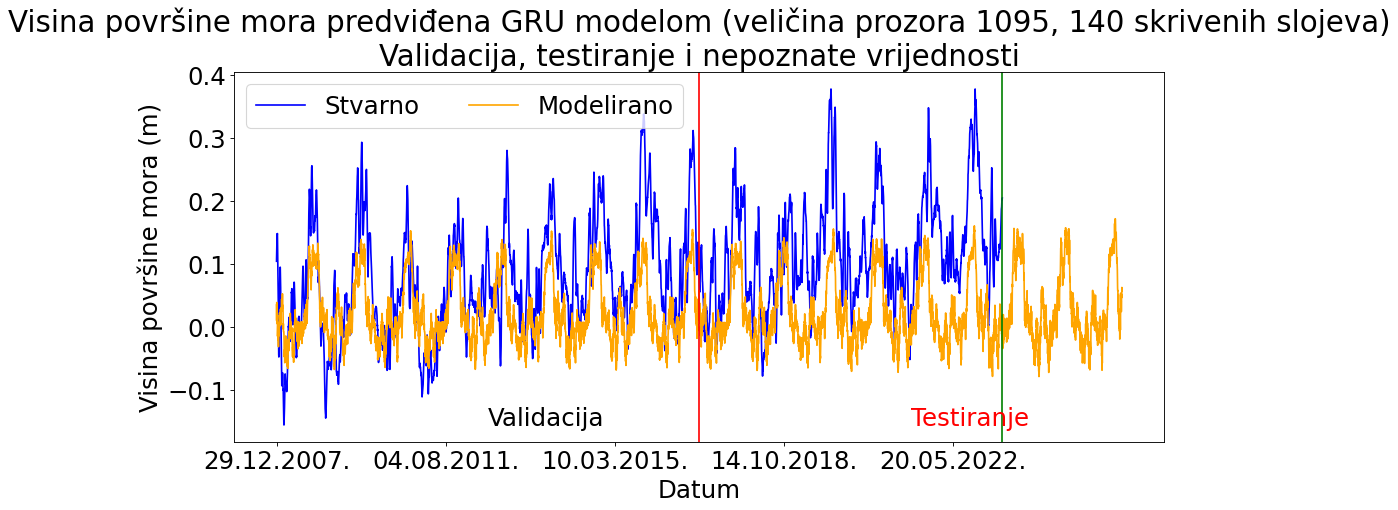 Visina površine mora predviđena GRU modelom (veličina prozora 1095, 140 skrivenih slojeva)
Validacija, testiranje i nepoznate vrijednosti
Stvarno
Modelirano
Visina površine mora (m)
0.4
0.3
0.2
0.1
0.0
−0.1
Validacija
Testiranje
29.12.2007.
04.08.2011.
10.03.2015.
14.10.2018.
20.05.2022.
Datum